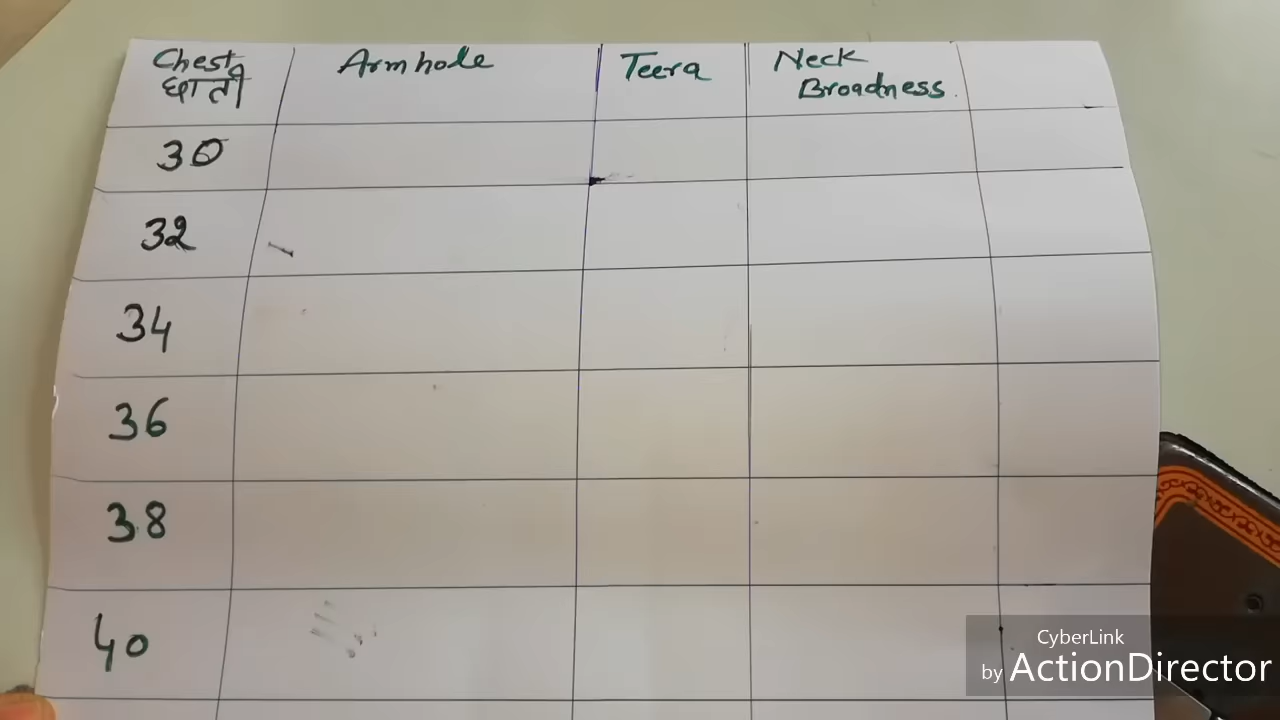 Chest Armhole Teera Neck
छाती Broadness
30
32
34
36
38
40
CyberLink
by ActionDirector